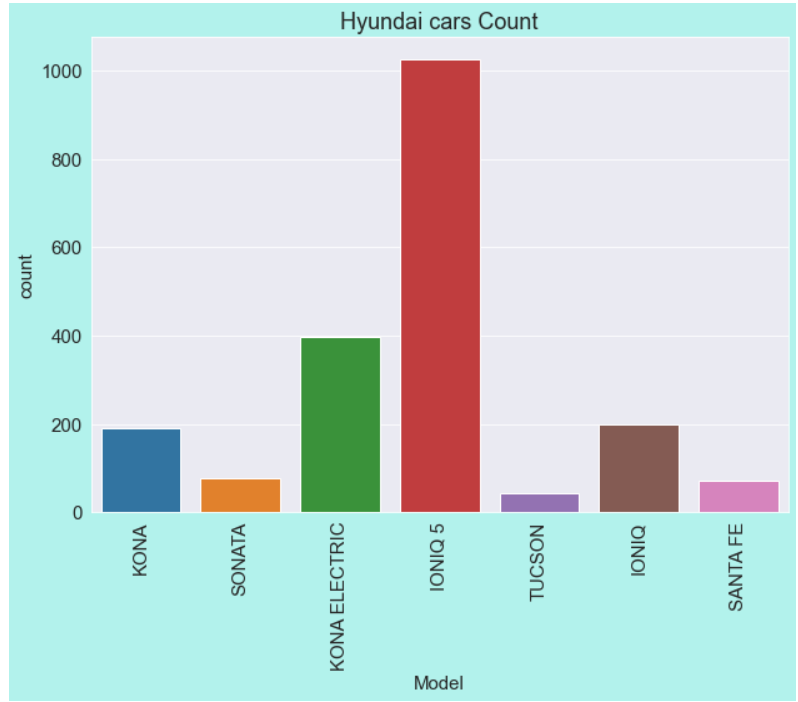 Hyundai cars Count
count
1000
800
600
400
200
0
KONA
SONATA
KONA ELECTRIC
IONIQ 5
TUCSON
IONIQ
SANTA FE
Model